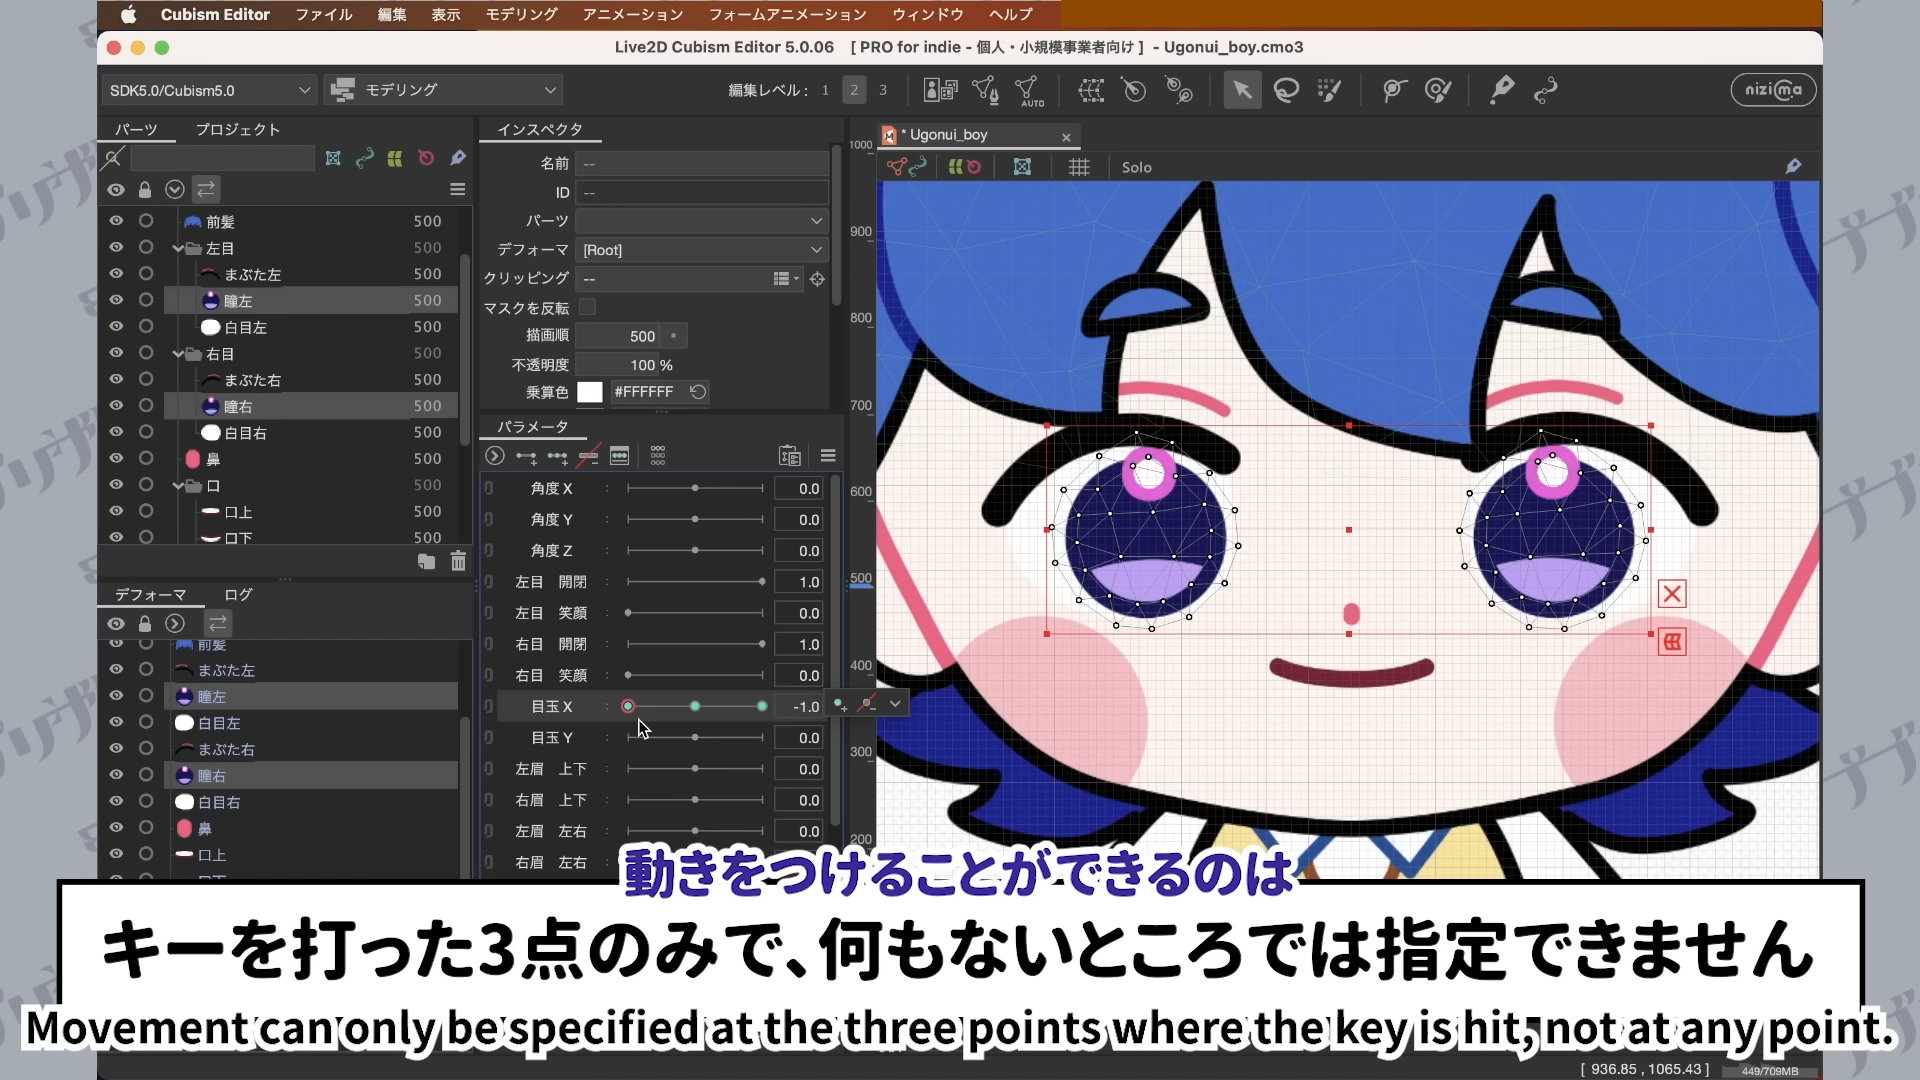 Cubism Editor ファイル 編集 表示 モデリング アニメーション フォームアニメーション ウィンドウ ヘルプ
Live2D Cubism Editor 5.0.06 [ PRO for indie - 個人・小規模事業者向け ] - Ugonui_boy.cmo3
SDK5.0/Cubism5.0 モデリング 編集レベル： 1 2 3 AUTO nizima
パーツ プロジェクト
前髪 500
左目 500
まぶた左 500
瞳左 500
白目左 500
右目 500
まぶた右 500
瞳右 500
白目右 500
鼻 500
口 500
口上 500
口下 500
デフォーマ ログ
前髪
まぶた左
瞳左
白目左
まぶた右
瞳右
白目右
鼻
口上
インスペクタ
名前 --
ID --
パーツ
デフォーマ [Root]
クリッピング --
マスクを反転
描画順 500
不透明度 100 %
乗算色 #FFFFFF
パラメータ
角度 X : 0.0
角度 Y : 0.0
角度 Z : 0.0
左目 開閉 : 1.0
左目 笑顔 : 0.0
右目 開閉 : 1.0
右目 笑顔 : 0.0
目玉 X : -1.0
目玉 Y : 0.0
左眉 上下 : 0.0
右眉 上下 : 0.0
左眉 左右 : 0.0
右眉 左右
* Ugonui_boy
Solo
1000
900
800
700
600
500
400
300
200
動きをつけることができるのは
キーを打った3点のみで、何もないところでは指定できません
Movement can only be specified at the three points where the key is hit, not at any point.
[ 936.85 , 1065.43 ] 449/709MB